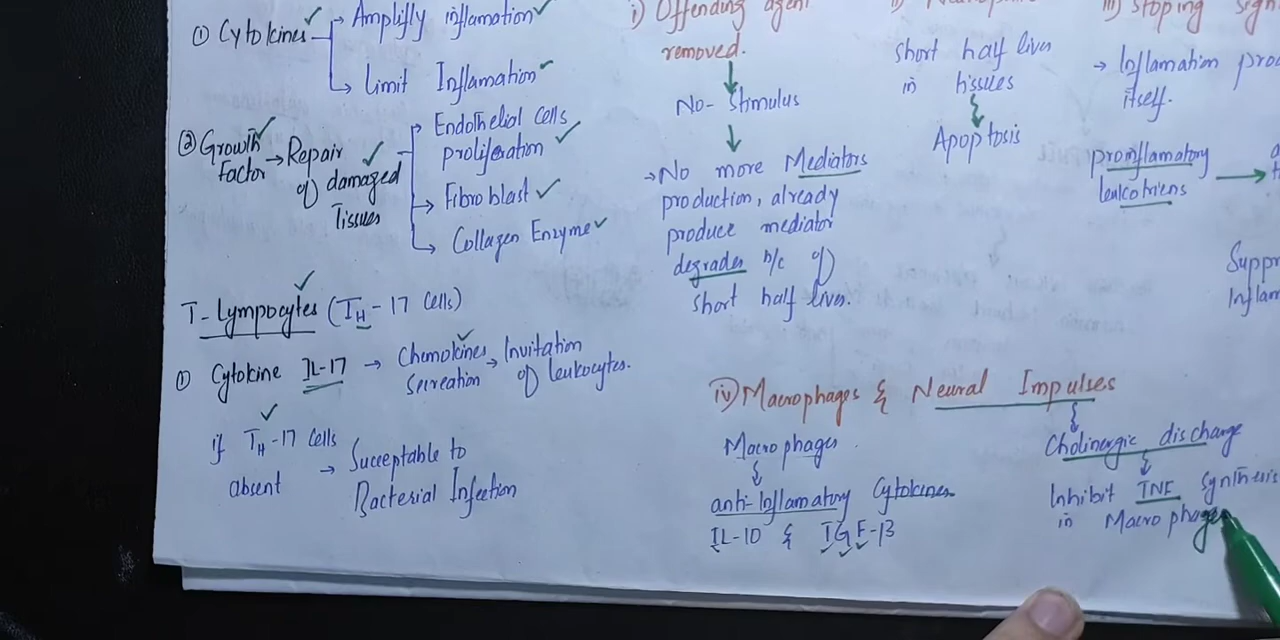 ① Cytokines
Amplifly inflamation
Limit Inflamation
② Growth
factor → Repair
of damaged
Tissues
Endothelial cells
proliferation
Fibroblast
Collagen Enzyme
T-Lympocytes (TH-17 Cells)
① Cytokine IL-17 → Chemokines → Invitation
Secreation of leukocytes.
if TH-17 Cells
absent → Succeptable to
Bacterial Infection
i) Offending agent
removed.
No- Stimulus
→ No more Mediators
production, already
produce mediator
degrades b/c of
short half lives.
short half lives
in tissues
Apoptosis
iii) Stoping
→ Inflamation
itself.
proinflamatory
leukotriens
iv) Macrophages & Neural Impulses
Macrophages
anti-Inflamatory Cytokines
IL-10 & TGF-β
Cholinergic discharge
Inhibit TNF Synthesis
in Macrophages